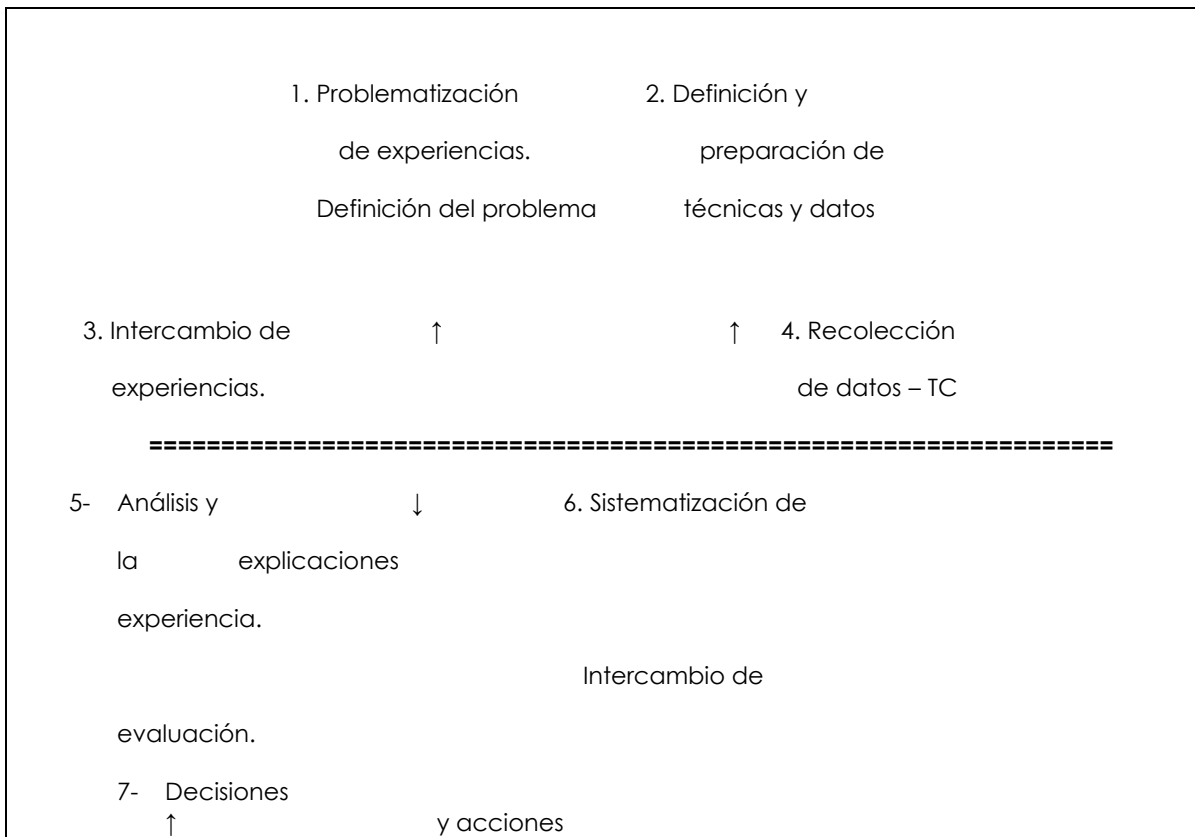 1. Problematización 2. Definición y
de experiencias. preparación de
Definición del problema técnicas y datos
3. Intercambio de ↑ ↑ 4. Recolección
experiencias. de datos – TC
===================================================================
5- Análisis y ↓ 6. Sistematización de
la explicaciones
experiencia.
Intercambio de
evaluación.
7- Decisiones
↑ y acciones